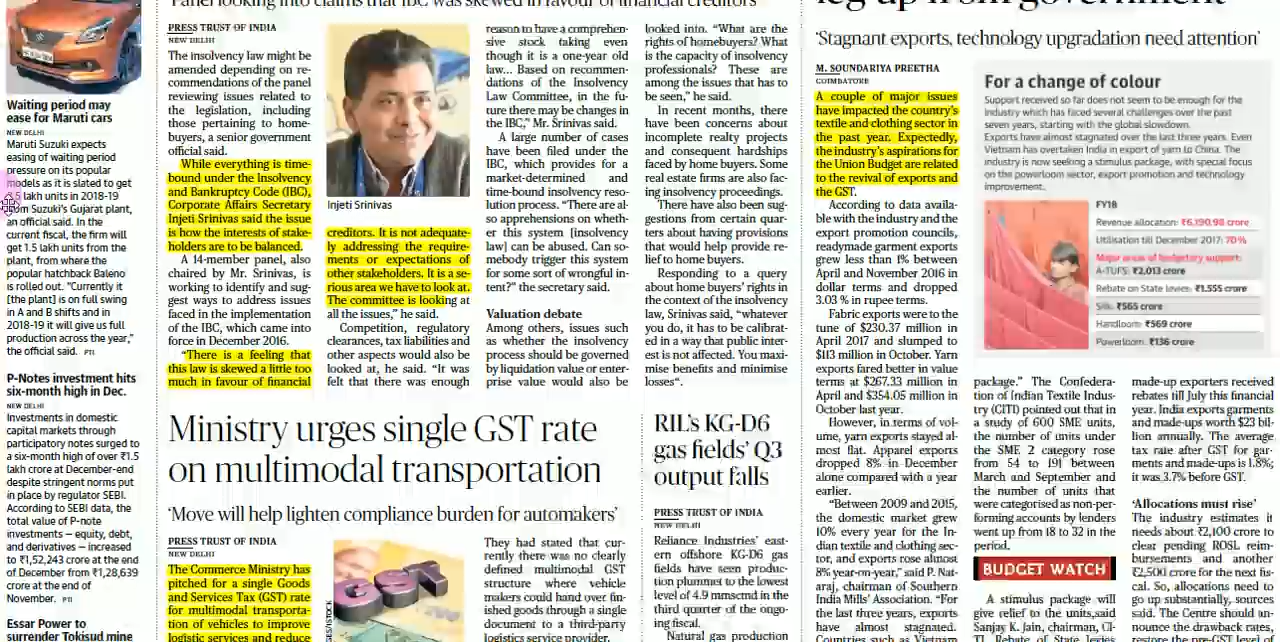 Waiting period may
ease for Maruti cars
NEW DELHI
Maruti Suzuki expects
easing of waiting period
pressure on its popular
models as it is slated to get
lakh units in 2018-19
from Suzuki's Gujarat plant,
an official said. In the
current fiscal, the firm will
get 1.5 lakh units from the
plant, from where the
popular hatchback Baleno
is rolled out. "Currently it
[the plant] is on full swing
in A and B shifts and in
2018-19 it will give us full
production across the year,"
the official said. PTI
P-Notes investment hits
six-month high in Dec.
NEW DELHI
Investments in domestic
capital markets through
participatory notes surged to
a six-month high of over ₹1.5
lakh crore at December-end
despite stringent norms put
in place by regulator SEBI.
According to SEBI data, the
total value of P-note
investments – equity, debt,
and derivatives – increased
to ₹1,52,243 crore at the end
of December from ₹1,28,639
crore at the end of
November. PTI
Essar Power to
surrender Tokisud mine
Panel looking into claims that IBC was skewed in favour of financial creditors
PRESS TRUST OF INDIA
NEW DELHI
The insolvency law might be
amended depending on re-
commendations of the panel
reviewing issues related to
the legislation, including
those pertaining to home-
buyers, a senior government
official said.
While everything is time-
bound under the Insolvency
and Bankruptcy Code (IBC),
Corporate Affairs Secretary
Injeti Srinivas said the issue
is how the interests of stake-
holders are to be balanced.
A 14-member panel, also
chaired by Mr. Srinivas, is
working to identify and sug-
gest ways to address issues
faced in the implementation
of the IBC, which came into
force in December 2016.
"There is a feeling that
this law is skewed a little too
much in favour of financial
Injeti Srinivas
creditors. It is not adequate-
ly addressing the require-
ments or expectations of
other stakeholders. It is a se-
rious area we have to look at.
The committee is looking at
all the issues," he said.
Competition, regulatory
clearances, tax liabilities and
other aspects would also be
looked at, he said. "It was
felt that there was enough
reason to have a comprehen-
sive stock taking even
though it is a one-year old
law... Based on recommen-
dations of the Insolvency
Law Committee, in the fu-
ture there may be changes in
the IBC," Mr. Srinivas said.
A large number of cases
have been filed under the
IBC, which provides for a
market-determined and
time-bound insolvency reso-
lution process. "There are al-
so apprehensions on wheth-
er this system [insolvency
law] can be abused. Can so-
mebody trigger this system
for some sort of wrongful in-
tent?" the secretary said.
Valuation debate
Among others, issues such
as whether the insolvency
process should be governed
by liquidation value or enter-
prise value would also be
looked into. "What are the
rights of homebuyers? What
is the capacity of insolvency
professionals? These are
among the issues that has to
be seen," he said.
In recent months, there
have been concerns about
incomplete realty projects
and consequent hardships
faced by home buyers. Some
real estate firms are also fac-
ing insolvency proceedings.
There have also been sug-
gestions from certain quar-
ters about having provisions
that would help provide re-
lief to home buyers.
Responding to a query
about home buyers' rights in
the context of the insolvency
law, Srinivas said, "whatever
you do, it has to be calibrat-
ed in a way that public inter-
est is not affected. You maxi-
mise benefits and minimise
losses".
Ministry urges single GST rate
on multimodal transportation
'Move will help lighten compliance burden for automakers'
PRESS TRUST OF INDIA
NEW DELHI
The Commerce Ministry has
pitched for a single Goods
and Services Tax (GST) rate
for multimodal transporta-
tion of vehicles to improve
logistic services and reduce
GST
They had stated that cur-
rently there was no clearly
defined multimodal GST
structure where vehicle
makers could hand over fin-
ished goods through a single
document to a third-party
logistics service provider.
RIL's KG-D6
gas fields' Q3
output falls
PRESS TRUST OF INDIA
NEW DELHI
Reliance Industries' east-
ern offshore KG-D6 gas
fields have seen produc-
tion plummet to the lowest
level of 4.9 mmscmd in the
third quarter of the ongo-
ing fiscal.
Natural gas production
leg-up from government
'Stagnant exports, technology upgradation need attention'
M. SOUNDARIYA PREETHA
COIMBATORE
A couple of major issues
have impacted the country's
textile and clothing sector in
the past year. Expectedly,
the industry's aspirations for
the Union Budget are related
to the revival of exports and
the GST.
According to data availa-
ble with the industry and the
export promotion councils,
readymade garment exports
grew less than 1% between
April and November 2016 in
dollar terms and dropped
3.03 % in rupee terms.
Fabric exports were to the
tune of $230.37 million in
April 2017 and slumped to
$113 million in October. Yarn
exports fared better in value
terms at $267.33 million in
April and $354.05 million in
October last year.
However, in terms of vol-
ume, yarn exports stayed al-
most flat. Apparel exports
dropped 8% in December
alone compared with a year
earlier.
"Between 2009 and 2015,
the domestic market grew
10% every year for the In-
dian textile and clothing sec-
tor, and exports rose almost
8% year-on-year," said P. Nat-
araj, chairman of Southern
India Mills' Association. "For
the last three years, exports
have almost stagnated.
Countries such as Vietnam
For a change of colour
Support received so far does not seem to be enough for the
industry which has faced several challenges over the past
seven years, starting with the global slowdown.
Exports have almost stagnated over the last three years. Even
Vietnam has overtaken India in export of yarn to China. The
industry is now seeking a stimulus package, with special focus
on the powerloom sector, export promotion and technology
improvement.
FY18
Revenue allocation: ₹6,190.98 crore
Utilisation till December 2017: 70%
Major areas of budgetary support:
A-TUFS: ₹2,013 crore
Rebate on State levies: ₹1,555 crore
Silk: ₹565 crore
Handloom: ₹569 crore
Powerloom: ₹136 crore
package." The Confedera-
tion of Indian Textile Indus-
try (CITI) pointed out that in
a study of 600 SME units,
the number of units under
the SME 2 category rose
from 54 to 191 between
March and September and
the number of units that
were categorised as non-per-
forming accounts by lenders
went up from 18 to 32 in the
period.
BUDGET WATCH
A stimulus package will
give relief to the units,said
Sanjay K. Jain, chairman, CI-
TI. Rebate of State levies
made-up exporters received
rebates till July this financial
year. India exports garments
and made-ups worth $23 bil-
lion annually. The average
tax rate after GST for gar-
ments and made-ups is 1.8%;
it was 3.7% before GST.
'Allocations must rise'
The industry estimates it
needs about ₹2,100 crore to
clear pending ROSL reim-
bursements and another
₹2,500 crore for the next fis-
cal. So, allocations need to
go up substantially, sources
said. The Centre should an-
nounce the drawback rates,
restore the pre-GST level of